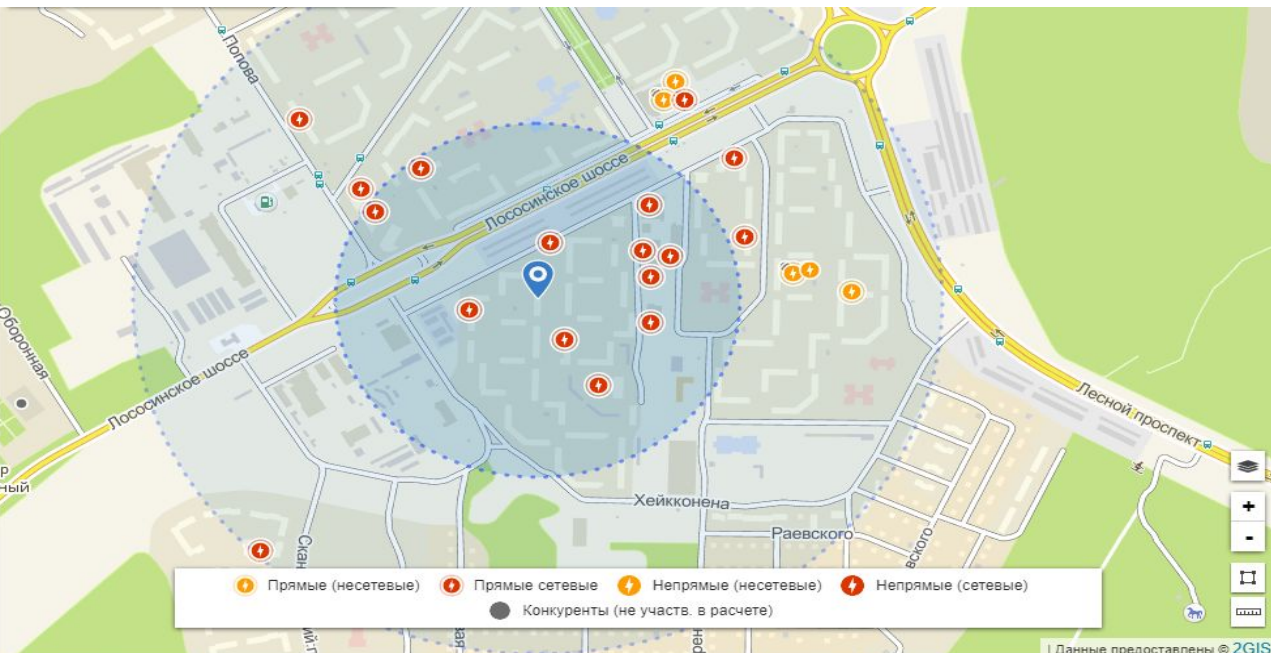 Попова
Лососинское шоссе
Оборонная
Лососинское шоссе
Лесной проспект
Хейкконена
Раевского
+
-
Прямые (несетевые) Прямые сетевые Непрямые (несетевые) Непрямые (сетевые)
Конкуренты (не участв. в расчете)
| Данные предоставлены © 2GIS